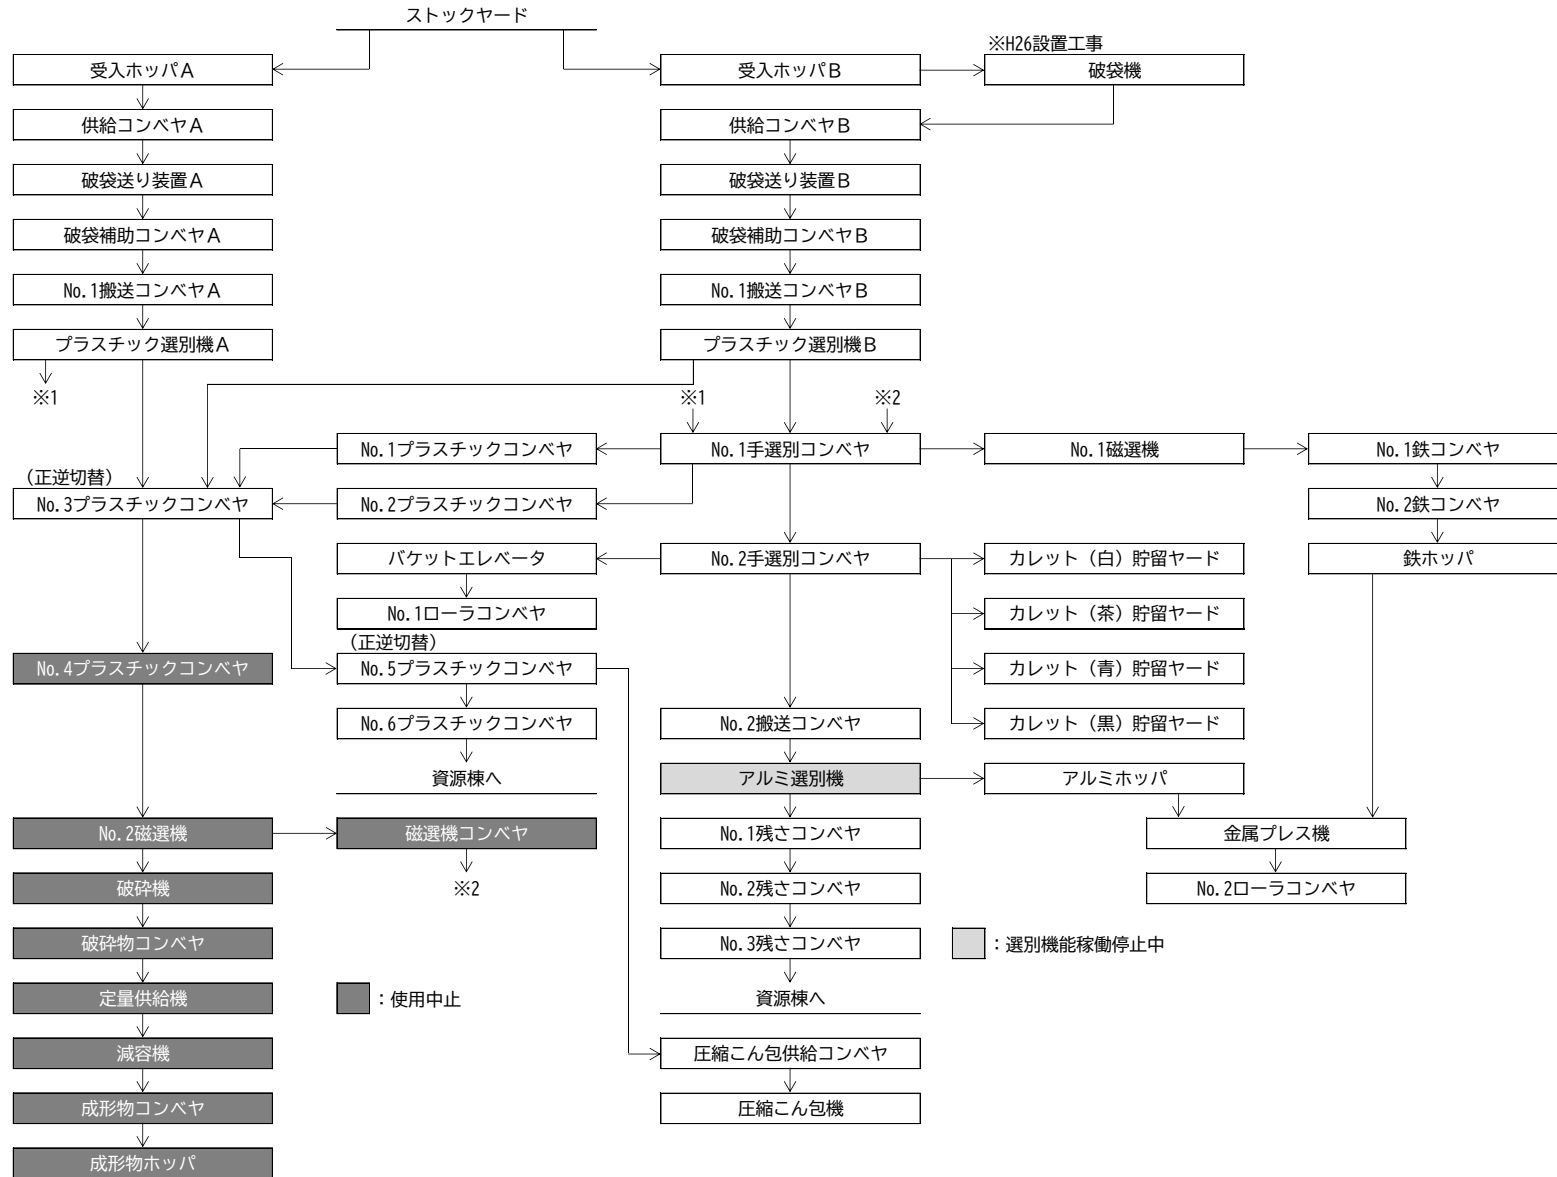 ストックヤード
※H26設置工事
受入ホッパA
受入ホッパB
破袋機
供給コンベヤA
供給コンベヤB
破袋送り装置A
破袋送り装置B
破袋補助コンベヤA
破袋補助コンベヤB
No.1搬送コンベヤA
No.1搬送コンベヤB
プラスチック選別機A
プラスチック選別機B
※1
※1
※2
No.1プラスチックコンベヤ
No.1手選別コンベヤ
No.1磁選機
No.1鉄コンベヤ
(正逆切替)
No.3プラスチックコンベヤ
No.2プラスチックコンベヤ
No.2鉄コンベヤ
バケットエレベータ
No.2手選別コンベヤ
カレット（白）貯留ヤード
鉄ホッパ
No.1ローラコンベヤ
カレット（茶）貯留ヤード
(正逆切替)
No.4プラスチックコンベヤ
No.5プラスチックコンベヤ
カレット（青）貯留ヤード
No.6プラスチックコンベヤ
No.2搬送コンベヤ
カレット（黒）貯留ヤード
資源棟へ
アルミ選別機
アルミホッパ
No.2磁選機
磁選機コンベヤ
No.1残さコンベヤ
金属プレス機
破砕機
※2
No.2残さコンベヤ
No.2ローラコンベヤ
破砕物コンベヤ
No.3残さコンベヤ
：選別機能稼働停止中
定量供給機
：使用中止
資源棟へ
減容機
圧縮こん包供給コンベヤ
成形物コンベヤ
圧縮こん包機
成形物ホッパ